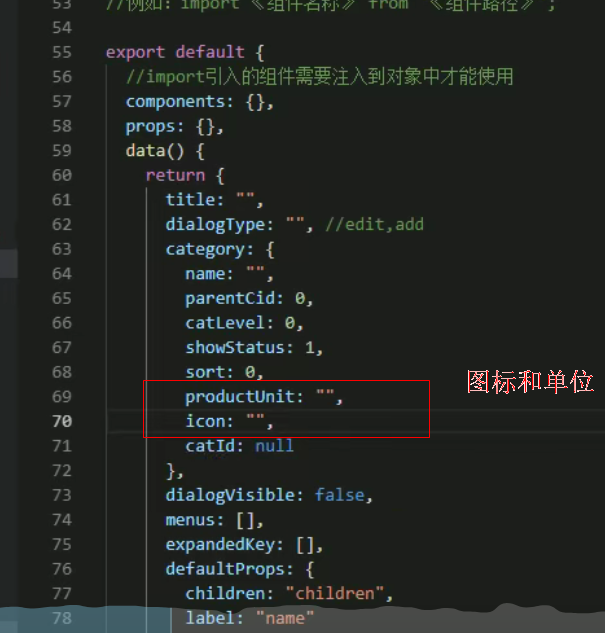 53 //例如：import 《组件名称》 from '《组件路径》';
54
55 export default {
56 //import引入的组件需要注入到对象中才能使用
57 components: {},
58 props: {},
59 data() {
60 return {
61 title: "",
62 dialogType: "", //edit,add
63 category: {
64 name: "",
65 parentCid: 0,
66 catLevel: 0,
67 showStatus: 1,
68 sort: 0,
69 productUnit: "",
图标和单位
70 icon: "",
71 catId: null
72 },
73 dialogVisible: false,
74 menus: [],
75 expandedKey: [],
76 defaultProps: {
77 children: "children",
78 label: "name"